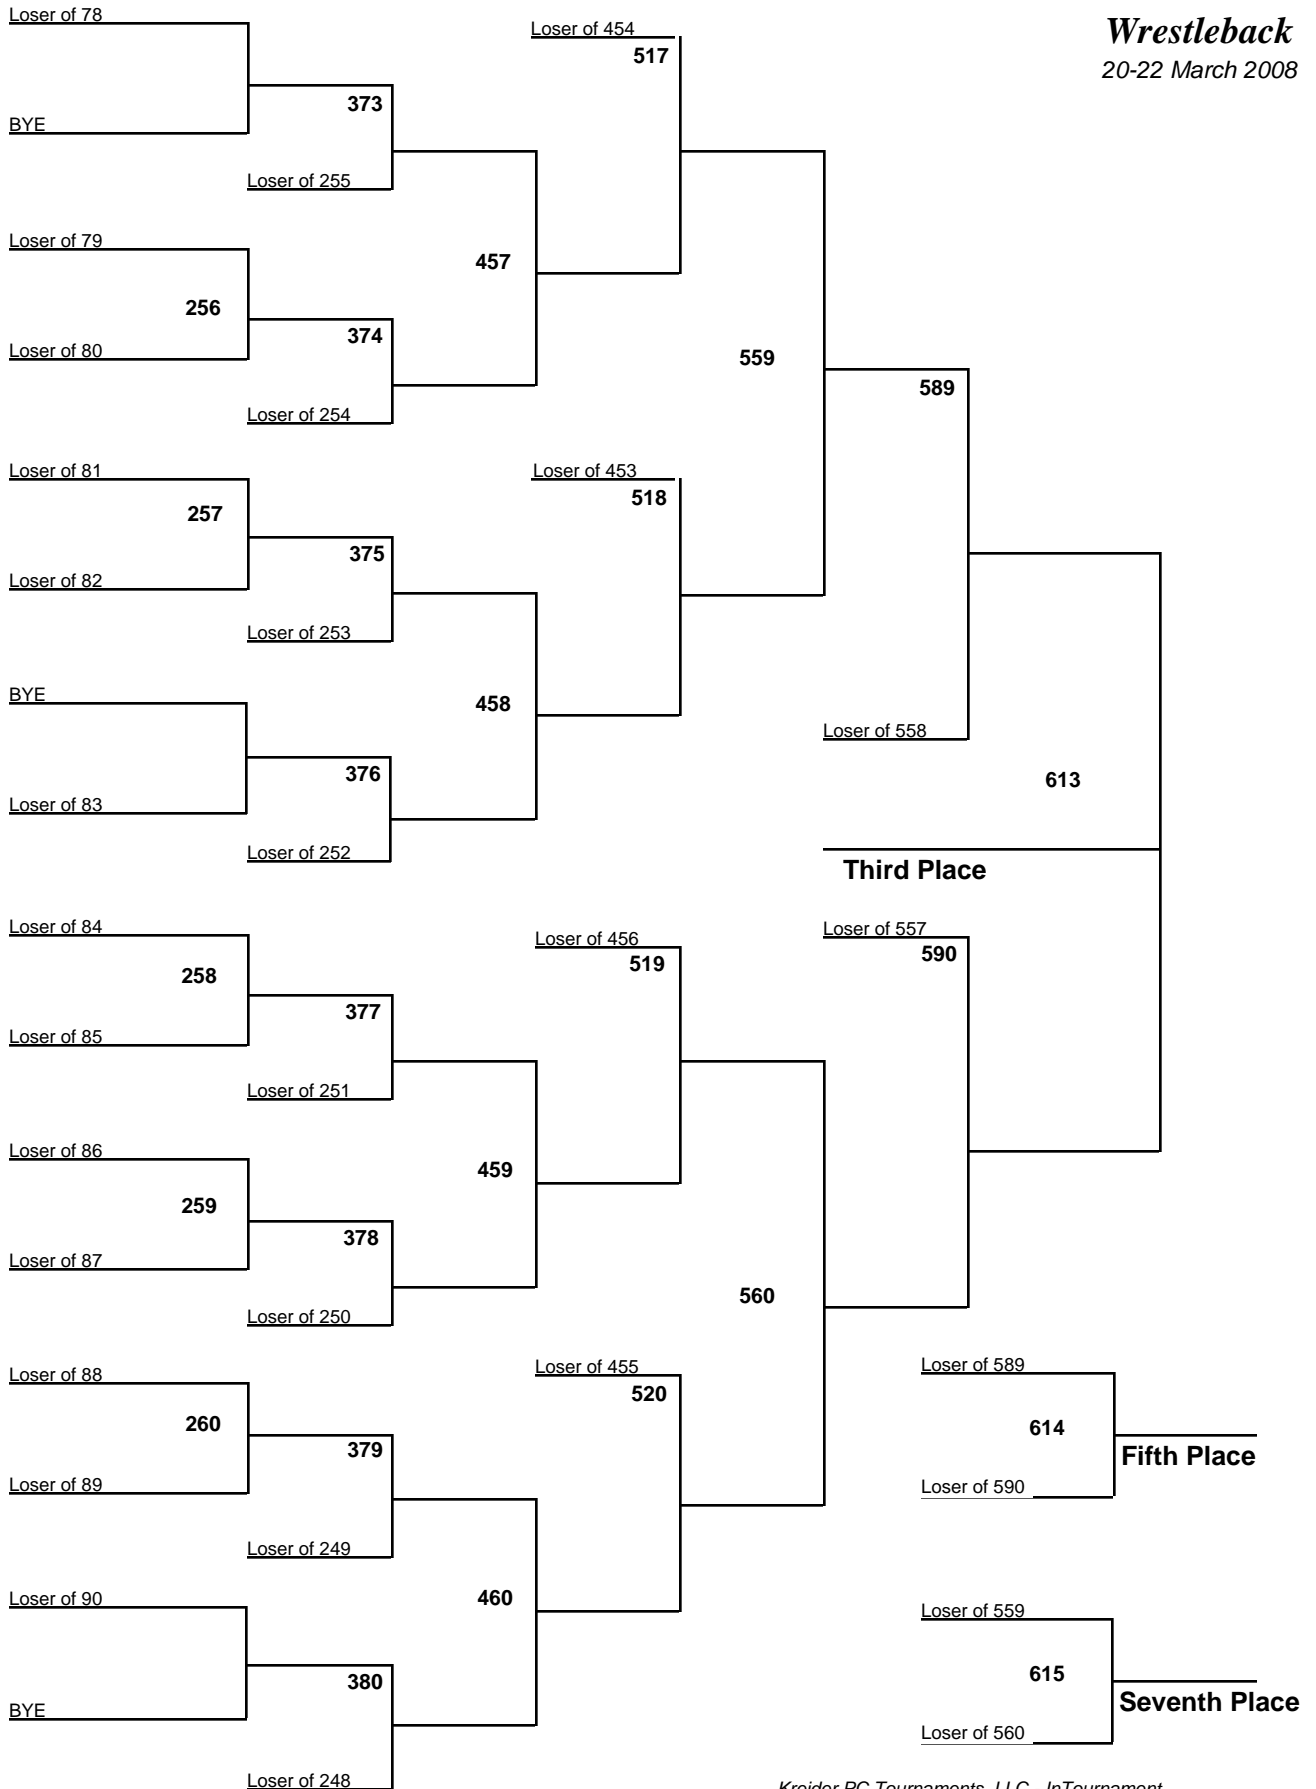 Loser of 78
Loser of 454
Wrestleback
517
20-22 March 2008
373
BYE
Loser of 255
Loser of 79
457
256
374
Loser of 80
559
589
Loser of 254
Loser of 81
Loser of 453
518
257
375
Loser of 82
Loser of 253
BYE
458
Loser of 558
376
613
Loser of 83
Loser of 252
Third Place
Loser of 84
Loser of 557
Loser of 456
590
519
258
377
Loser of 85
Loser of 251
Loser of 86
459
259
378
Loser of 87
560
Loser of 250
Loser of 589
Loser of 455
Loser of 88
520
260
614
379
Fifth Place
Loser of 89
Loser of 590
Loser of 249
Loser of 90
460
Loser of 559
615
380
Seventh Place
BYE
Loser of 560
Loser of 248
Kreider PC Tournaments, LLC - InTournament